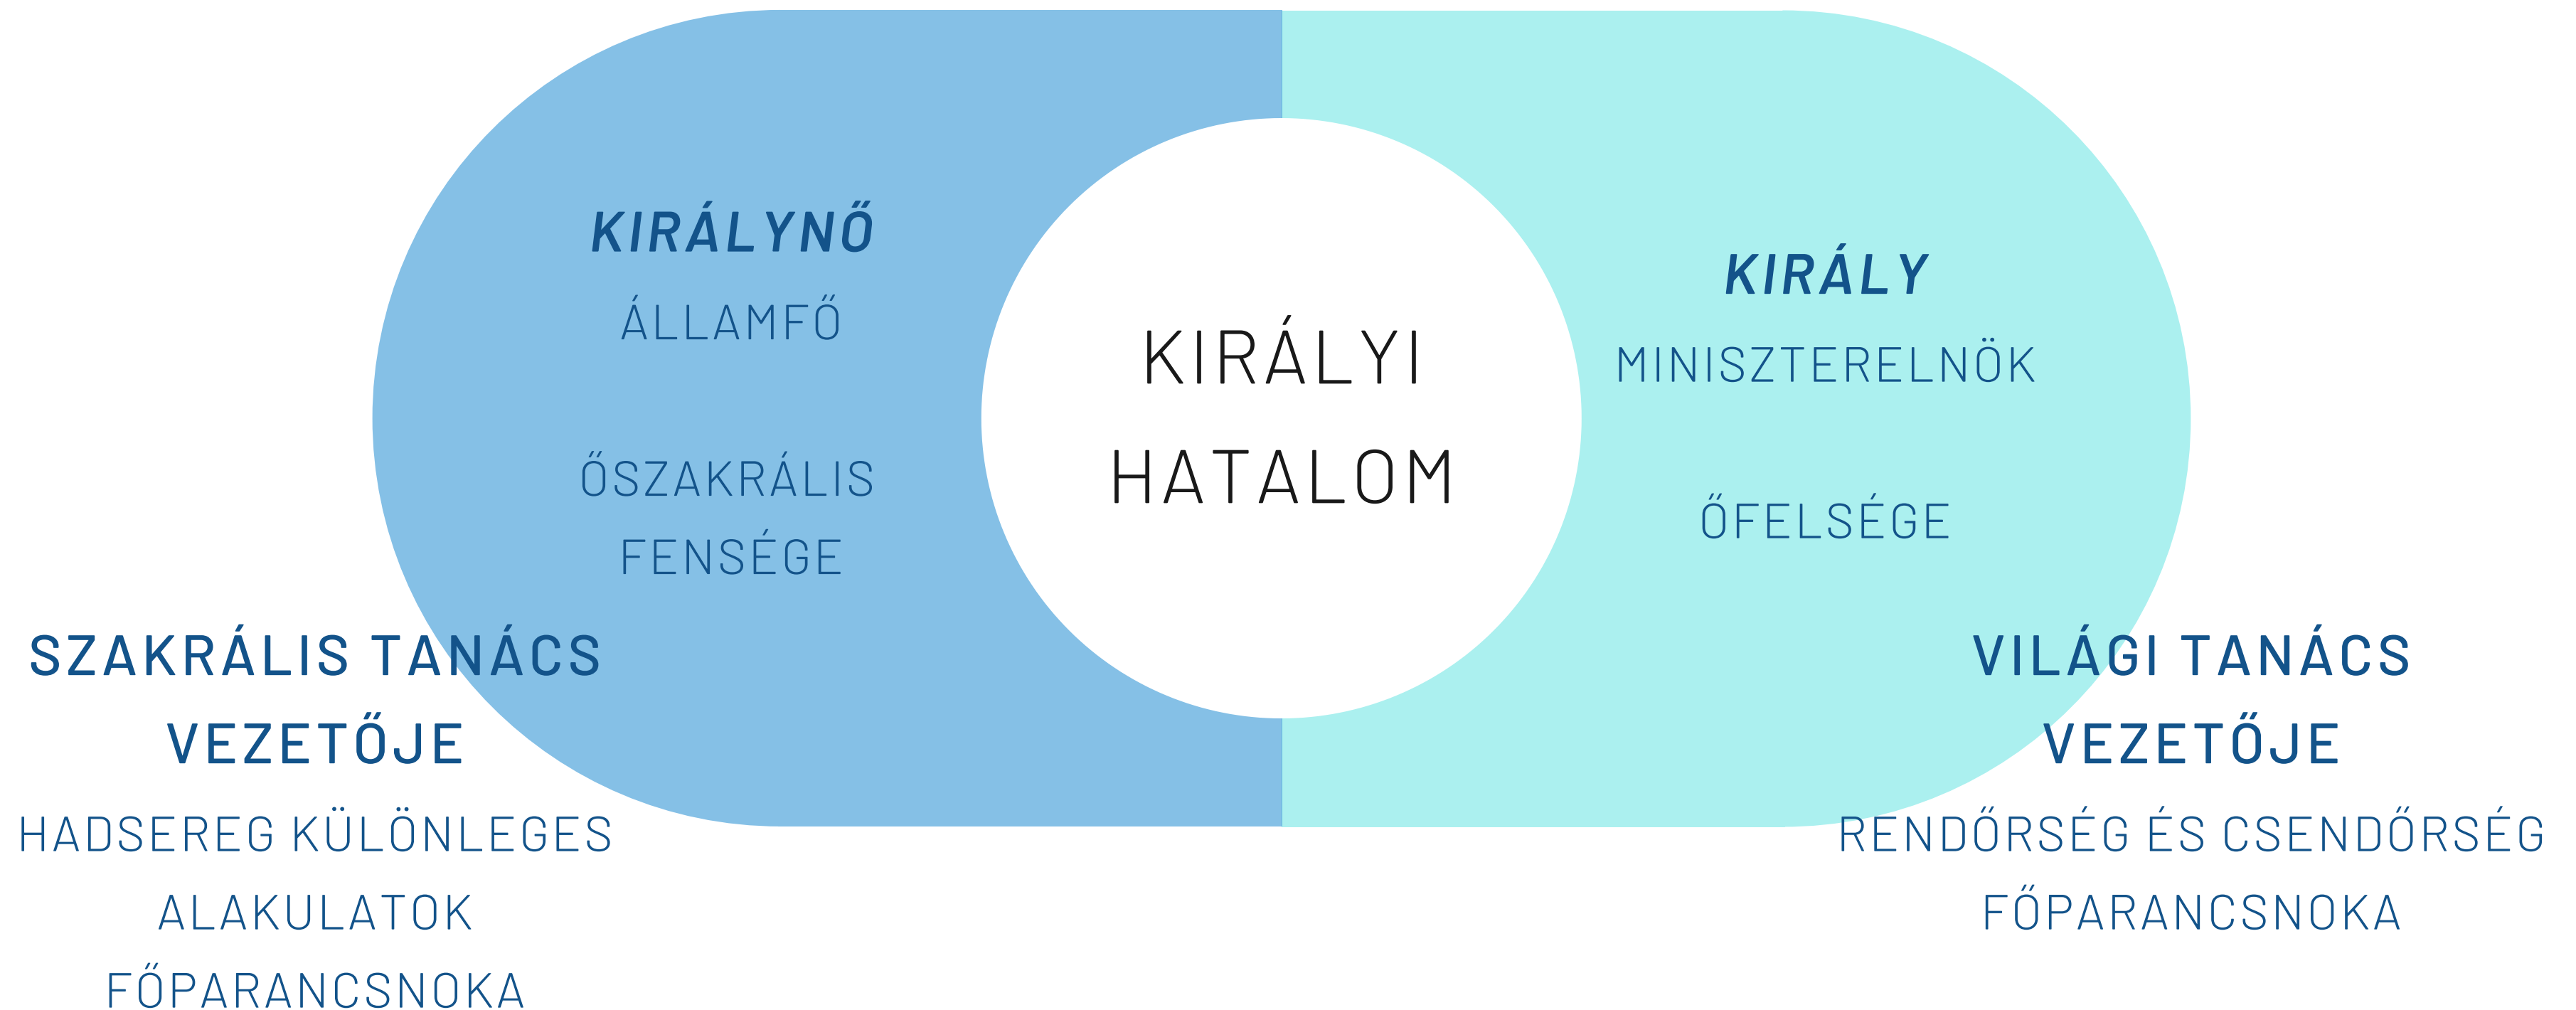 KIRÁLYNŐ
ÁLLAMFŐ
ŐSZAKRÁLIS
FENSÉGE
SZAKRÁLIS TANÁCS
VEZETŐJE
HADSEREG KÜLÖNLEGES
ALAKULATOK
FŐPARANCSNOKA
KIRÁLYI
HATALOM
KIRÁLY
MINISZTERELNÖK
ŐFELSÉGE
VILÁGI TANÁCS
VEZETŐJE
RENDŐRSÉG ÉS CSENDŐRSÉG
FŐPARANCSNOKA